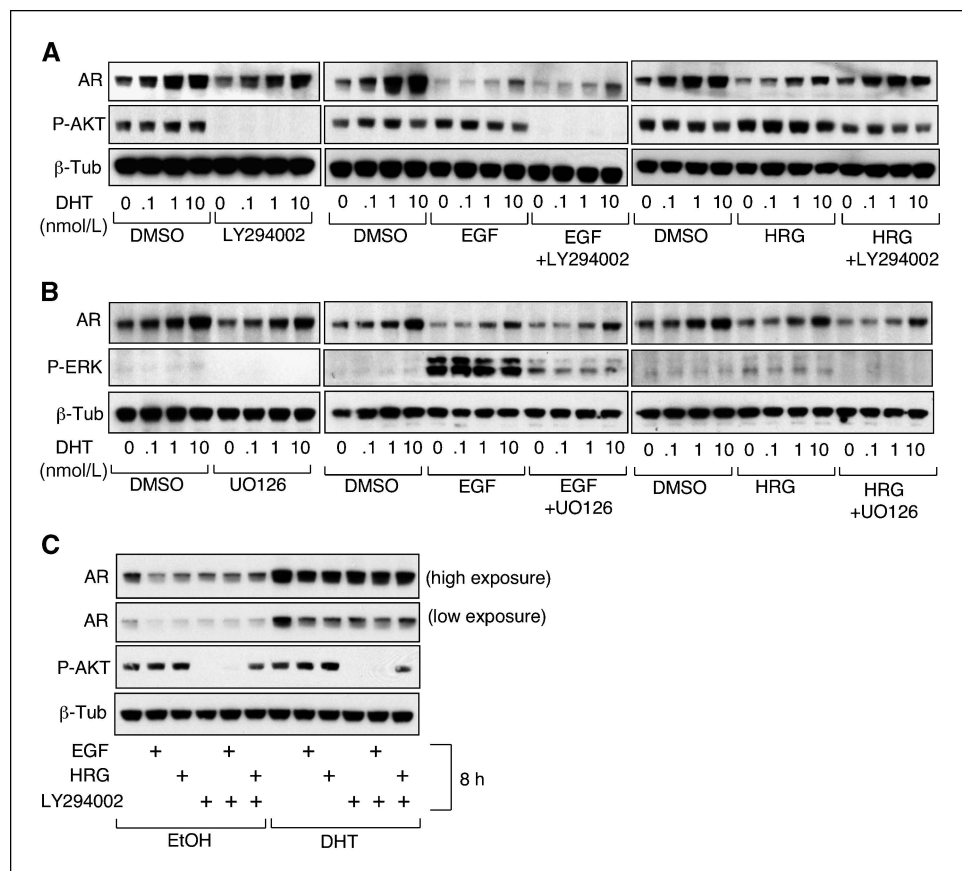 A
AR
P-AKT
β-Tub
DHT 0 .1 1 10 0 .1 1 10 0 .1 1 10 0 .1 1 10 0 .1 1 10 0 .1 1 10 0 .1 1 10 0 .1 1 10
(nmol/L)
DMSO LY294002 DMSO EGF EGF DMSO HRG HRG
+LY294002 +LY294002
B
AR
P-ERK
β-Tub
DHT 0 .1 1 10 0 .1 1 10 0 .1 1 10 0 .1 1 10 0 .1 1 10 0 .1 1 10 0 .1 1 10 0 .1 1 10
(nmol/L)
DMSO UO126 DMSO EGF EGF DMSO HRG HRG
+UO126 +UO126
C
AR (high exposure)
AR (low exposure)
P-AKT
β-Tub
EGF + + + +
HRG + + + + 8 h
LY294002 + + + + + +
EtOH DHT